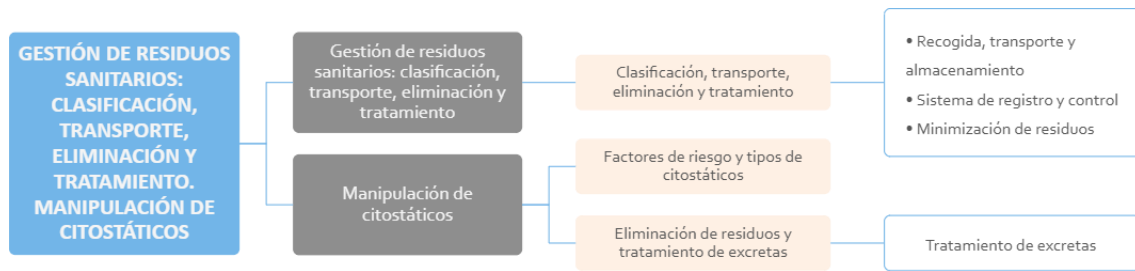 GESTIÓN DE RESIDUOS
SANITARIOS:
CLASIFICACIÓN,
TRANSPORTE,
ELIMINACIÓN Y
TRATAMIENTO.
MANIPULACIÓN DE
CITOSTÁTICOS
Gestión de residuos
sanitarios: clasificación,
transporte, eliminación y
tratamiento
Clasificación, transporte,
eliminación y tratamiento
• Recogida, transporte y
almacenamiento
• Sistema de registro y control
• Minimización de residuos
Manipulación de
citostáticos
Factores de riesgo y tipos de
citostáticos
Eliminación de residuos y
tratamiento de excretas
Tratamiento de excretas